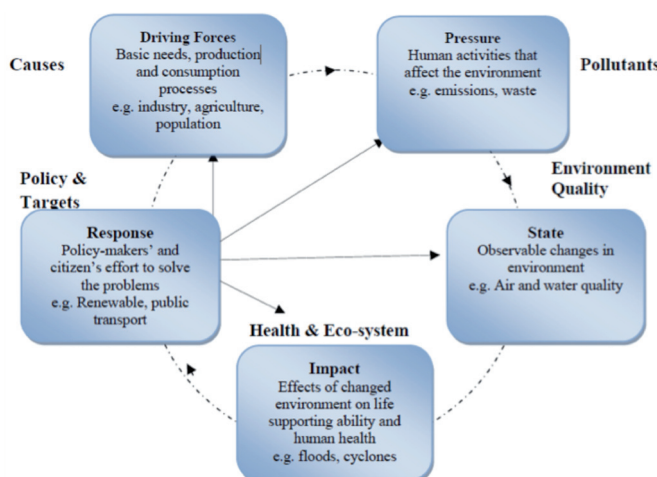 Causes
Driving Forces
Basic needs, production
and consumption
processes
e.g. industry, agriculture,
population
Pressure
Human activities that
affect the environment
e.g. emissions, waste
Pollutants
Policy &
Targets
Environment
Quality
Response
Policy-makers' and
citizen's effort to solve
the problems
e.g. Renewable, public
transport
State
Observable changes in
environment
e.g. Air and water quality
Health & Eco-system
Impact
Effects of changed
environment on life
supporting ability and
human health
e.g. floods, cyclones